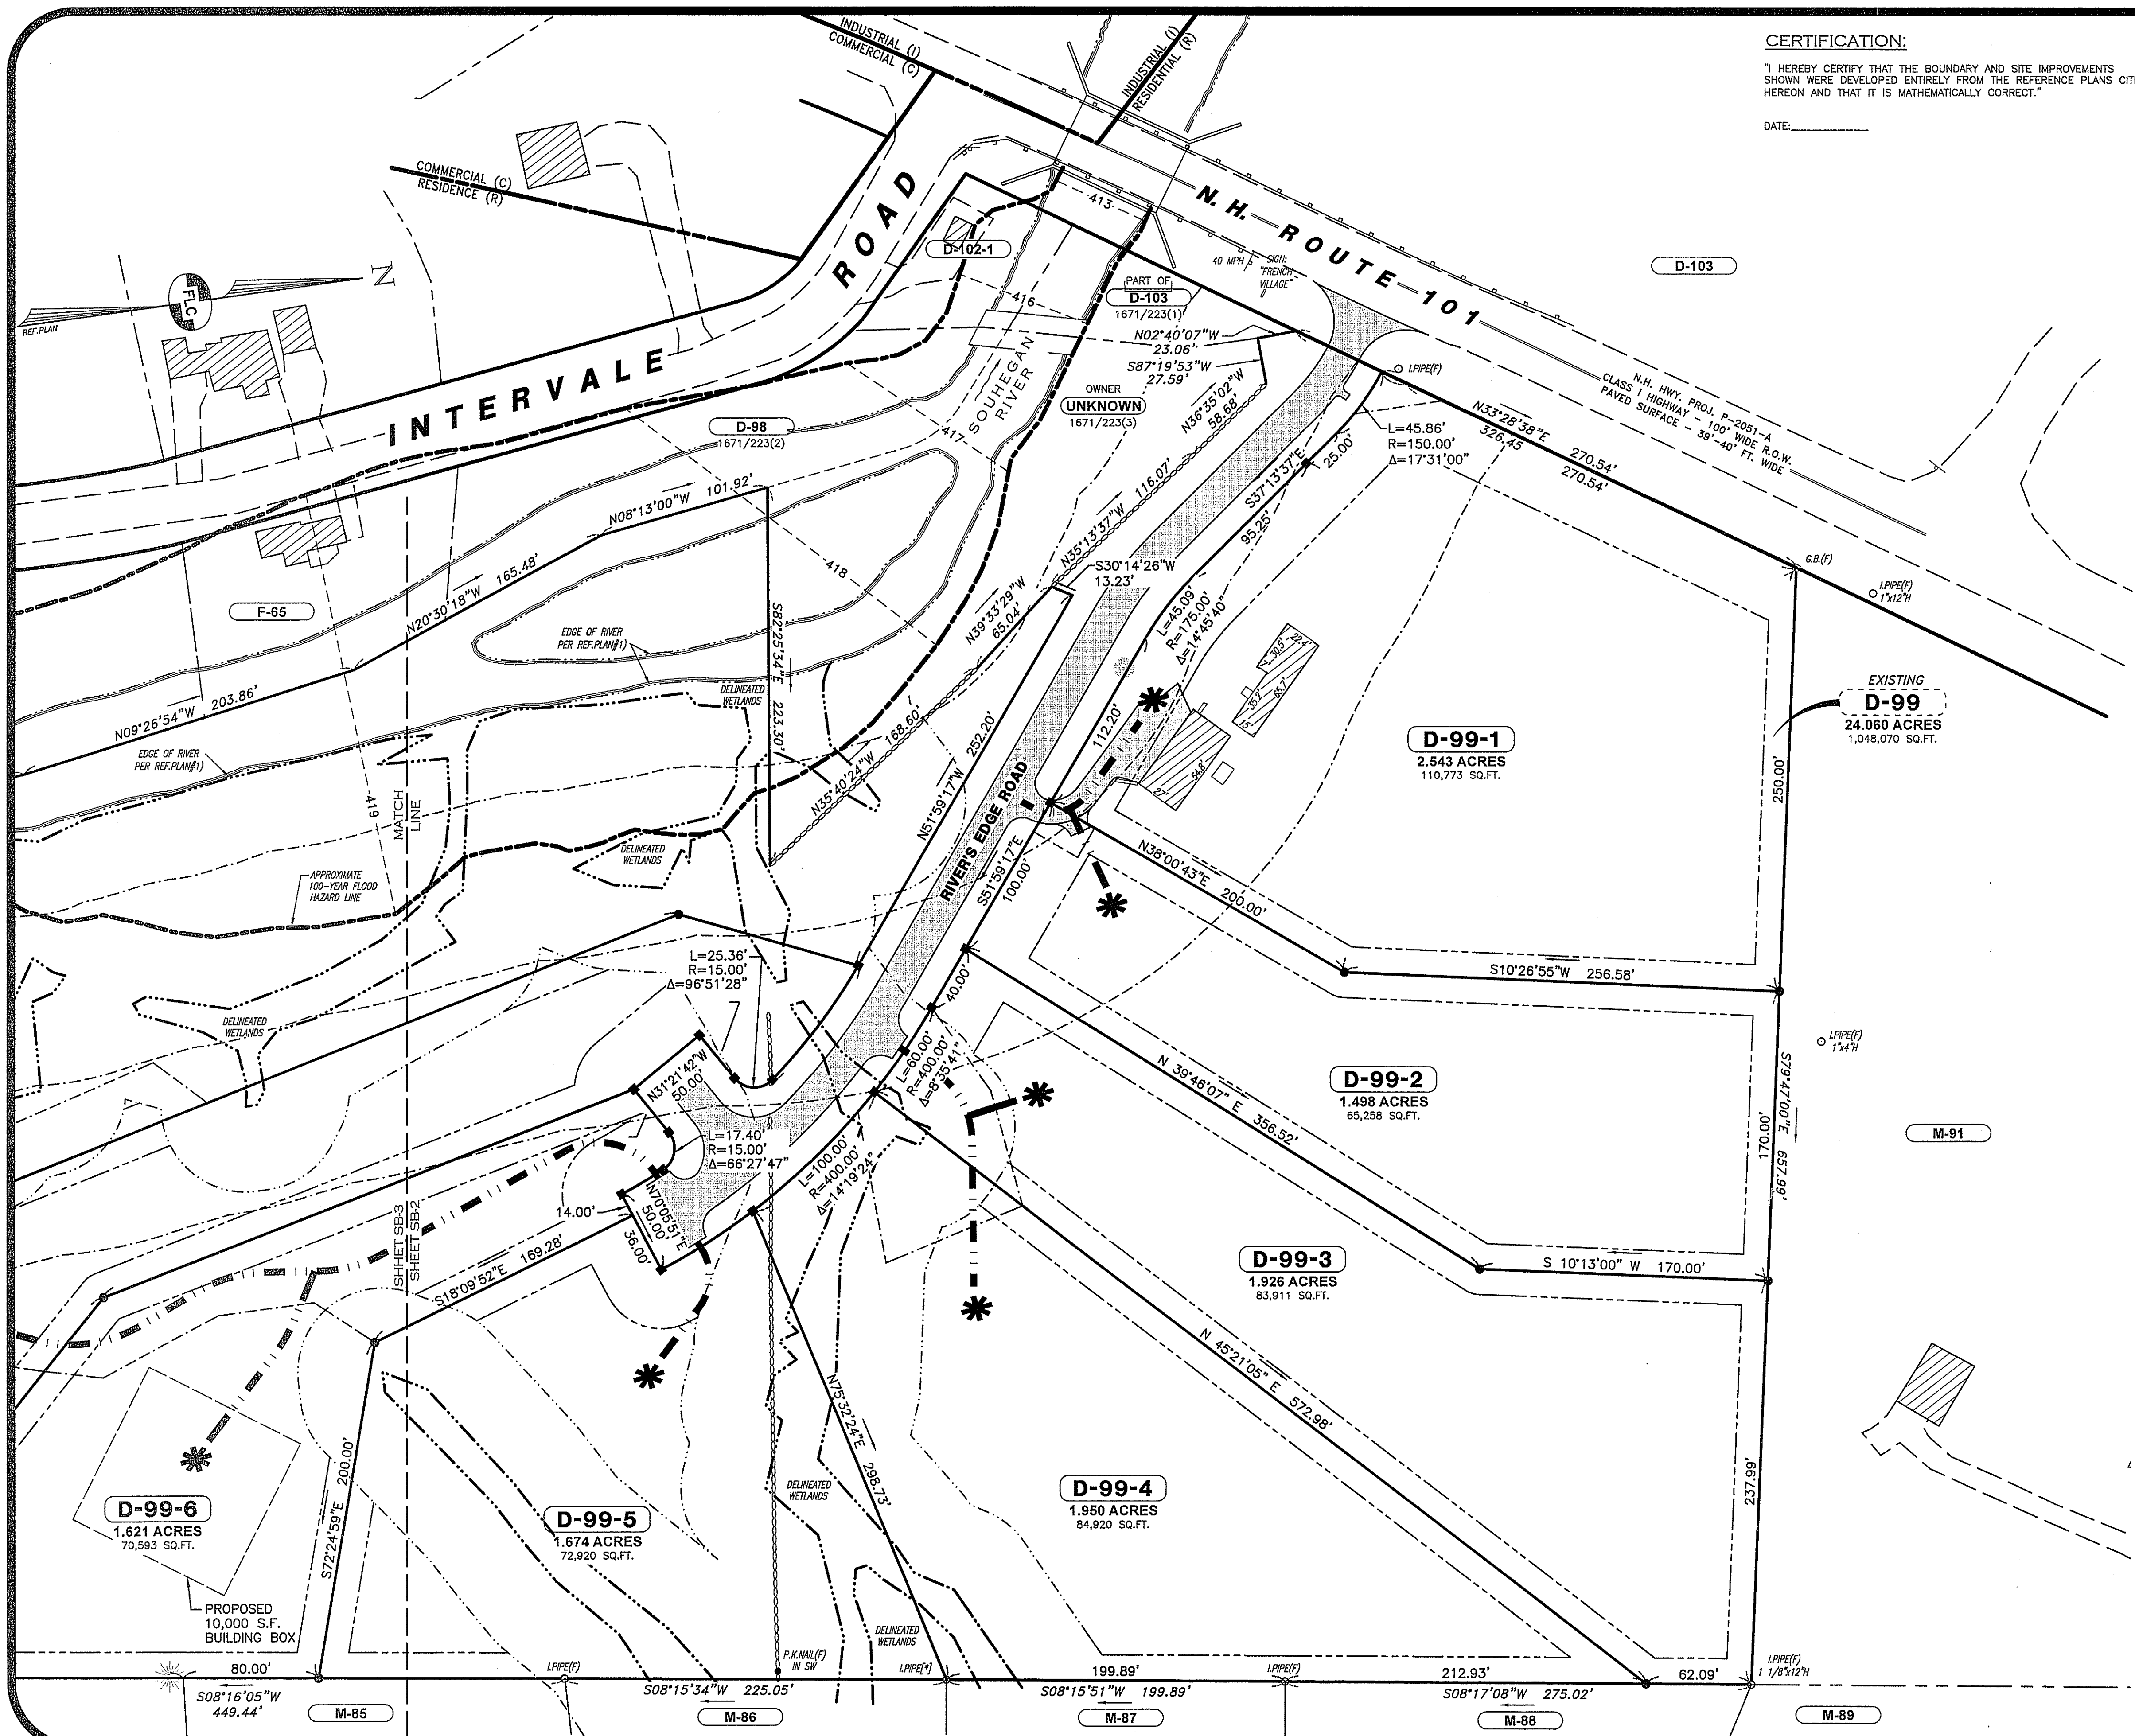 CERTIFICATION:
"I HEREBY CERTIFY THAT THE BOUNDARY AND SITE IMPROVEMENTS
SHOWN WERE DEVELOPED ENTIRELY FROM THE REFERENCE PLANS
HEREON AND THAT IT IS MATHEMATICALLY CORRECT."
DATE:
INDUSTRIAL (I)
COMMERCIAL (C)
INDUSTRIAL (I)
RESIDENTIAL (R)
COMMERCIAL (C)
RESIDENCE (R)
INTERVALE ROAD
N.H. ROUTE 101
D-102-1
413
40 MPH
SIGN:
"FRENCH
VILLAGE"
D-103
PART OF
D-103
1671/223(1)
416
N
FLC
REF.PLAN
SOUHEGAN
RIVER
N02°40'07"W
23.06'
S87°19'53"W
27.59'
OWNER
UNKNOWN
1671/223(3)
N36°35'02"W
58.68'
I.PIPE(F)
N.H. HWY. PROJ. P-2051-A
CLASS I HIGHWAY - 100' WIDE R.O.W.
PAVED SURFACE - 39'-40' FT. WIDE
N33°28'38"E
326.45
270.54'
270.54'
D-98
1671/223(2)
417
L=45.86'
R=150.00'
Δ=17°31'00"
25.00'
S37°13'37"E
95.25'
N35°13'37"W 116.07'
N08°13'00"W 101.92'
N20°30'18"W 165.48'
418
S30°14'26"W
13.23'
G.B.(F)
I.PIPE(F)
1"x12"H
F-65
N39°33'29"W
65.04'
L=45.09'
R=175.00'
Δ=14°45'40"
EDGE OF RIVER
PER REF.PLAN#1)
S82°25'34"E 223.30'
30.5'
22.4'
36.2'
65.7'
15'
54.8'
27'
EXISTING
D-99
24.060 ACRES
1,048,070 SQ.FT.
DELINEATED
WETLANDS
N09°26'54"W 203.86'
EDGE OF RIVER
PER REF.PLAN#1)
N35°40'24"W 168.60'
N51°59'17"W 252.20'
112.20'
D-99-1
2.543 ACRES
110,773 SQ.FT.
250.00'
419
MATCH
LINE
RIVER'S EDGE ROAD
S51°59'17"E
100.00'
N38°00'43"E 200.00'
DELINEATED
WETLANDS
APPROXIMATE
100-YEAR FLOOD
HAZARD LINE
S10°26'55"W 256.58'
L=25.36'
R=15.00'
Δ=96°51'28"
40.00'
DELINEATED
WETLANDS
I.PIPE(F)
1"x4"H
L=60.00'
R=400.00'
Δ=8°35'41"
N31°21'42"W
50.00'
N 39°46'07" E 356.52'
D-99-2
1.498 ACRES
65,258 SQ.FT.
170.00'
S79°47'00"E 657.99'
M-91
L=17.40'
R=15.00'
Δ=66°27'47"
L=100.00'
R=400.00'
Δ=14°19'24"
14.00'
N70°05'51"E
50.00'
36.00'
SHEET SB-2
S18°09'52"E 169.28'
D-99-3
1.926 ACRES
83,911 SQ.FT.
S 10°13'00" W 170.00'
N 45°21'05" E 572.98'
N75°32'24"E 298.73'
S72°24'59"E 200.00'
237.99'
D-99-6
1.621 ACRES
70,593 SQ.FT.
D-99-5
1.674 ACRES
72,920 SQ.FT.
DELINEATED
WETLANDS
D-99-4
1.950 ACRES
84,920 SQ.FT.
PROPOSED
10,000 S.F.
BUILDING BOX
DELINEATED
WETLANDS
80.00'
I.PIPE(F)
P.K.NAIL(F)
IN SW
I.PIPE[*]
199.89'
I.PIPE(F)
212.93'
62.09'
I.PIPE(F)
1 1/8"x12"H
S08°16'05"W
449.44'
S08°15'34"W 225.05'
S08°15'51"W 199.89'
S08°17'08"W 275.02'
M-85
M-86
M-87
M-88
M-89